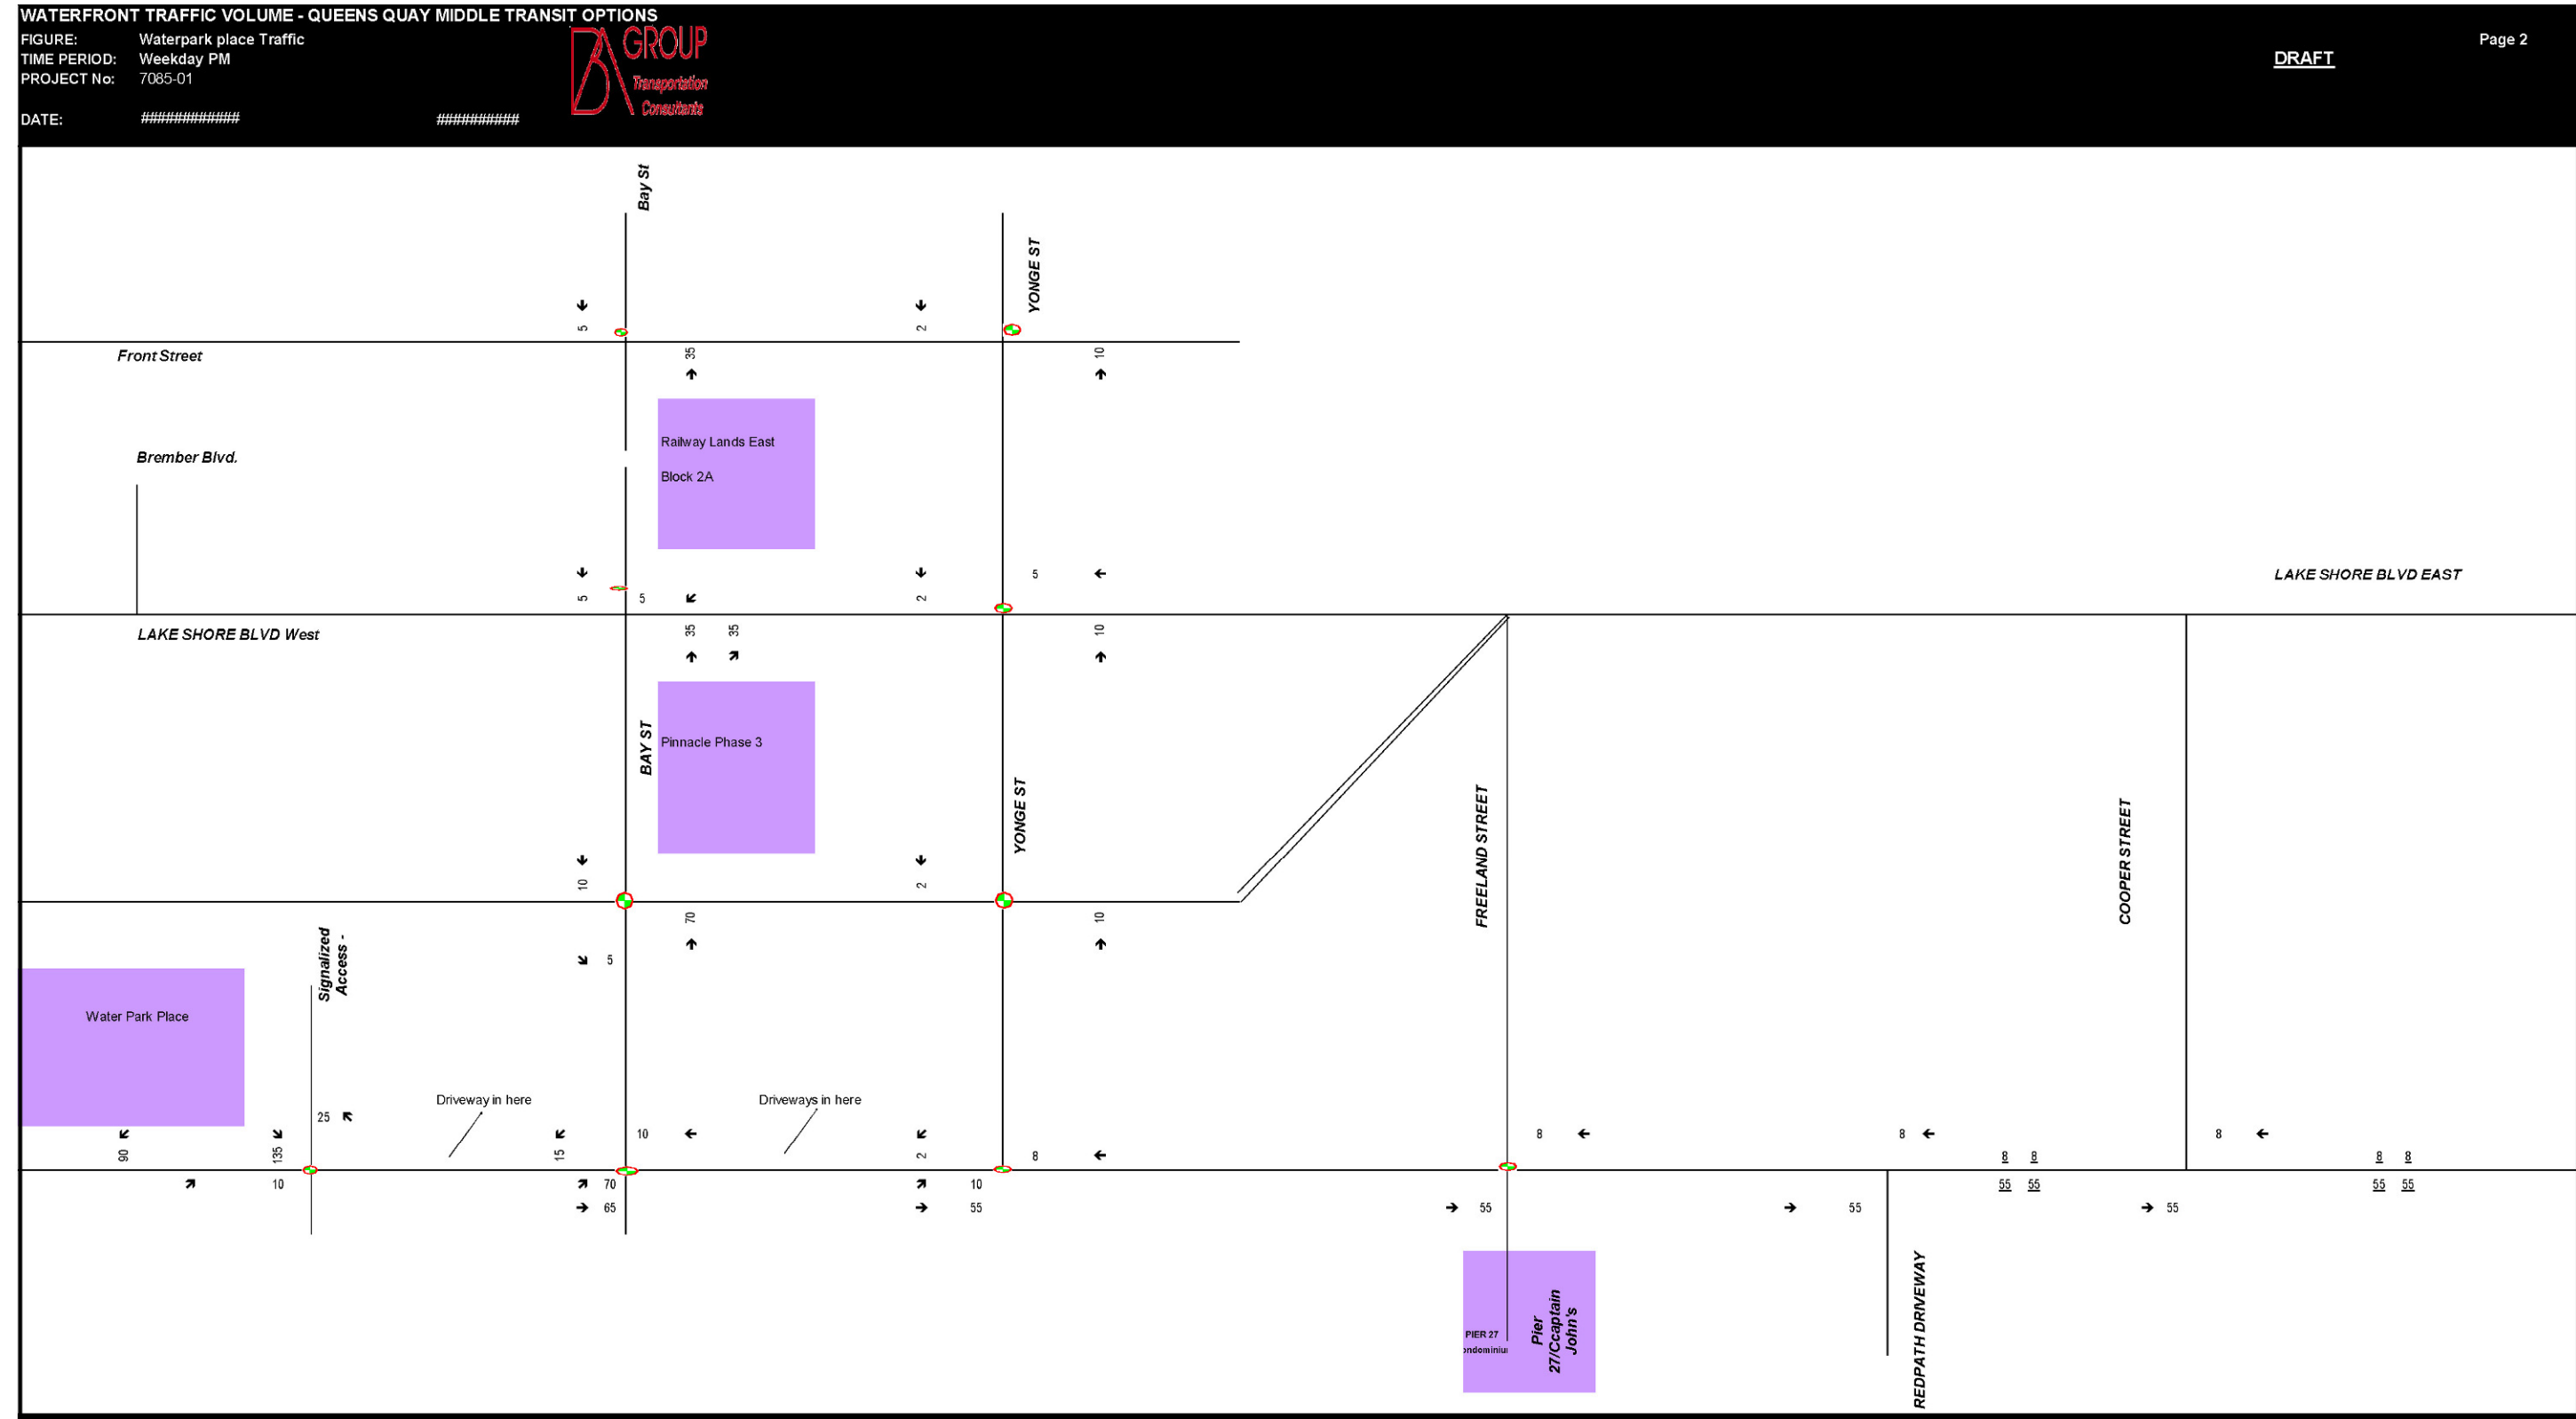 WATERFRONT TRAFFIC VOLUME - QUEENS QUAY MIDDLE TRANSIT OPTIONS
FIGURE: Waterpark place Traffic
TIME PERIOD: Weekday PM
PROJECT No: 7085-01
DATE: ############ ##########
BA GROUP
Transportation
Consultants
DRAFT
Page 2
Bay St
YONGE ST
5
2
Front Street
35
10
Railway Lands East
Block 2A
Brember Blvd.
5
5
2
5
LAKE SHORE BLVD EAST
LAKE SHORE BLVD West
35
35
10
BAY ST
Pinnacle Phase 3
YONGE ST
FREELAND STREET
COOPER STREET
10
2
70
10
Signalized
Access -
5
Water Park Place
25
Driveway in here
Driveways in here
90
135
15
10
2
8
8
8
8
8 8
8 8
10
70
10
55 55
55 55
65
55
55
55
55
PIER 27
ondominiu
Pier
27/Ccaptain
John's
REDPATH DRIVEWAY